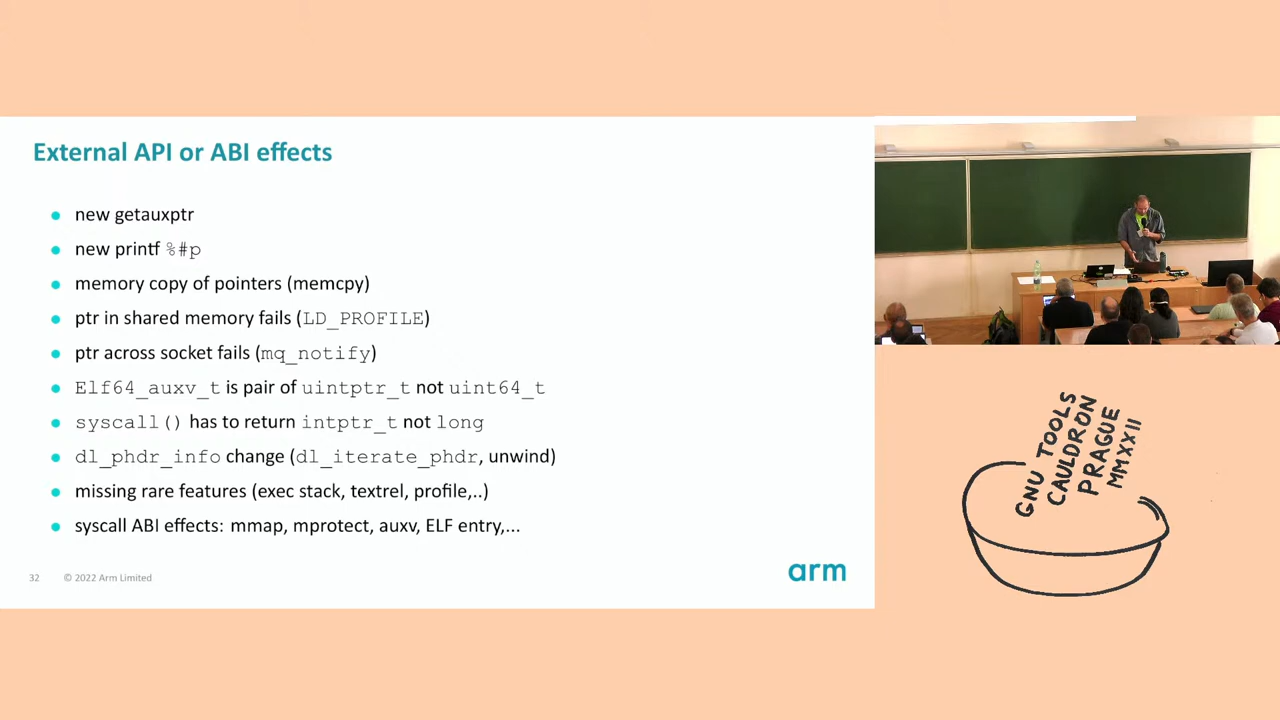 External API or ABI effects
• new getauxptr
• new printf %#p
• memory copy of pointers (memcpy)
• ptr in shared memory fails (LD_PROFILE)
• ptr across socket fails (mq_notify)
• Elf64_auxv_t is pair of uintptr_t not uint64_t
• syscall() has to return intptr_t not long
• dl_phdr_info change (dl_iterate_phdr, unwind)
• missing rare features (exec stack, textrel, profile,..)
• syscall ABI effects: mmap, mprotect, auxv, ELF entry,...
32 © 2022 Arm Limited
arm
GNU TOOLS
CAULDRON
PRAGUE
MMXXII